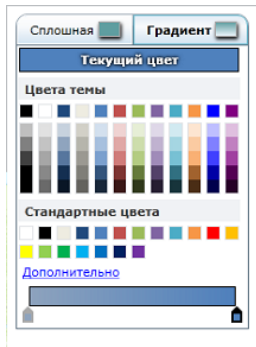 Сплошная Градиент
Текущий цвет
Цвета темы
Стандартные цвета
Дополнительно